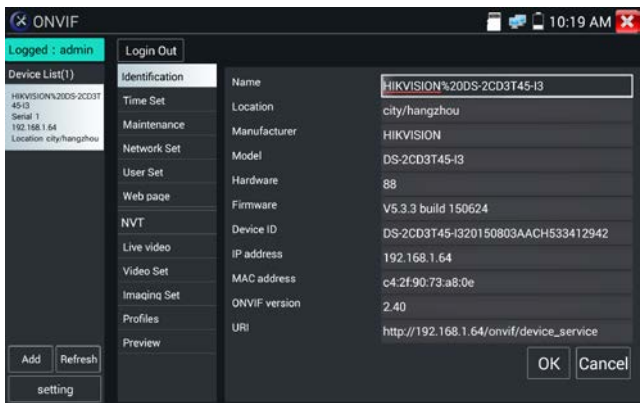 ONVIF
10:19 AM
Logged : admin
Login Out
Device List(1)
HIKVISION%20DS-2CD3T
45-I3
Serial 1
192.168.1.64
Location city/hangzhou
Identification
Time Set
Maintenance
Network Set
User Set
Web page
NVT
Live video
Video Set
Imaging Set
Profiles
Preview
Name HIKVISION%20DS-2CD3T45-I3
Location city/hangzhou
Manufacturer HIKVISION
Model DS-2CD3T45-I3
Hardware 88
Firmware V5.3.3 build 150624
Device ID DS-2CD3T45-I320150803AACH533412942
IP address 192.168.1.64
MAC address c4:2f:90:73:a8:0e
ONVIF version 2.40
URI http://192.168.1.64/onvif/device_service
Add Refresh
setting
OK Cancel